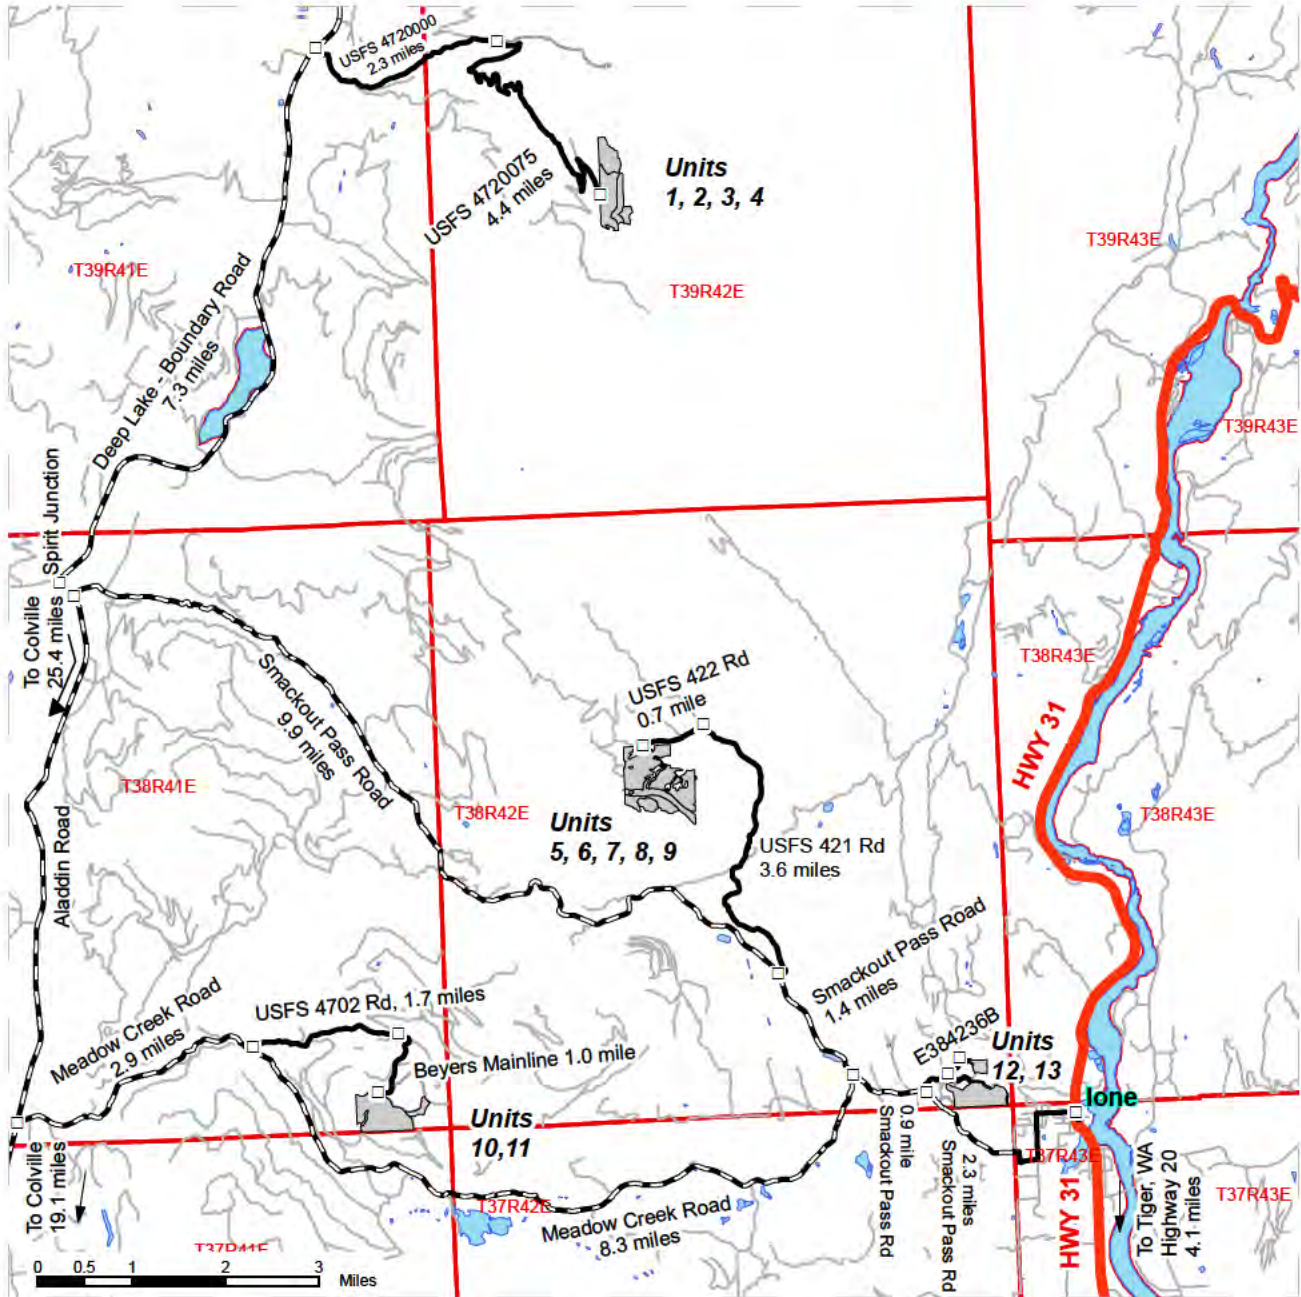 USFS 4720000
2.3 miles
Units
1, 2, 3, 4
USFS 4720075
4.4 miles
T39R43E
T39R41E
T39R42E
Deep Lake - Boundary Road
7.3 miles
T39R43E
Spirit Junction
To Colville
25.4 miles
T38R43E
USFS 422 Rd
0.7 mile
Smackout Pass Road
9.9 miles
HWY 31
T38R41E
T38R42E
T38R43E
Units
5, 6, 7, 8, 9
USFS 421 Rd
3.6 miles
Aladdin Road
Smackout Pass Road
1.4 miles
Meadow Creek Road
2.9 miles
USFS 4702 Rd, 1.7 miles
E384236B
Units
12, 13
Beyers Mainline 1.0 mile
Ione
Units
10,11
0.9 mile
Smackout Pass Rd
2.3 miles
Smackout Pass Rd
T37R43E
To Colville
19.1 miles
T37R42E
Meadow Creek Road
8.3 miles
HWY 31
To Tiger, WA
Highway 20
4.1 miles
T37R43E
T37R41E
0 0.5 1 2 3 Miles